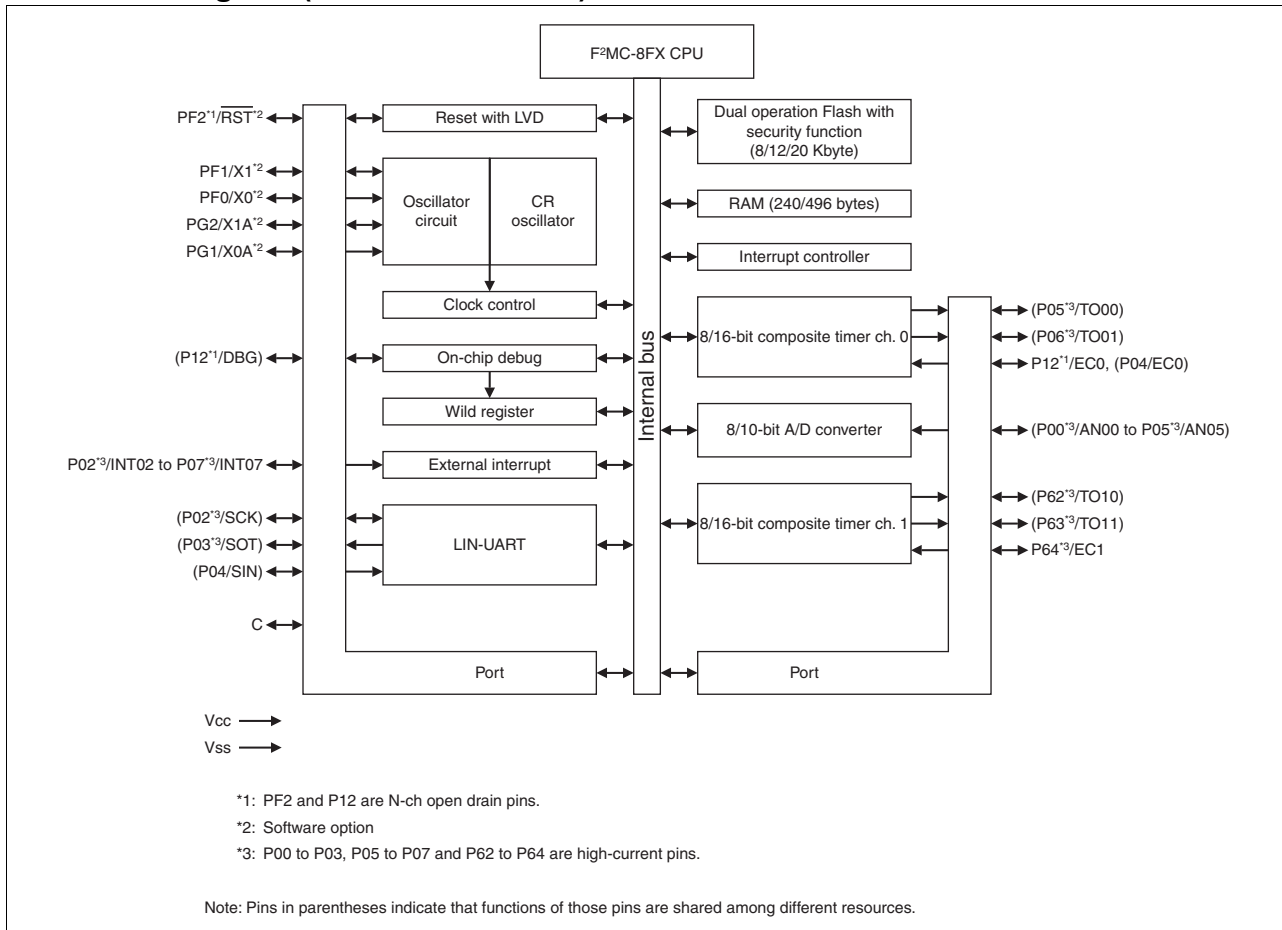 F²MC-8FX CPU
PF2*1/RST*2
Reset with LVD
Dual operation Flash with
security function
(8/12/20 Kbyte)
PF1/X1*2
PF0/X0*2
PG2/X1A*2
PG1/X0A*2
Oscillator
circuit
CR
oscillator
RAM (240/496 bytes)
Interrupt controller
Clock control
(P12*1/DBG)
On-chip debug
Wild register
Internal bus
8/16-bit composite timer ch. 0
(P05*3/TO00)
(P06*3/TO01)
P12*1/EC0, (P04/EC0)
8/10-bit A/D converter
(P00*3/AN00 to P05*3/AN05)
P02*3/INT02 to P07*3/INT07
External interrupt
(P02*3/SCK)
(P03*3/SOT)
(P04/SIN)
LIN-UART
8/16-bit composite timer ch. 1
(P62*3/TO10)
(P63*3/TO11)
P64*3/EC1
C
Port
Port
Vcc
Vss
*1: PF2 and P12 are N-ch open drain pins.
*2: Software option
*3: P00 to P03, P05 to P07 and P62 to P64 are high-current pins.
Note: Pins in parentheses indicate that functions of those pins are shared among different resources.